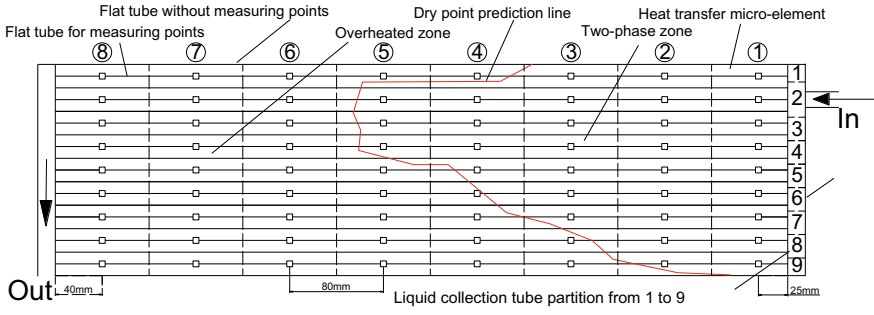 Flat tube without measuring points
Dry point prediction line
Heat transfer micro-element
Flat tube for measuring points
Overheated zone
Two-phase zone
⑧ ⑦ ⑥ ⑤ ④ ③ ② ①
1
2
In
3
4
5
6
7
8
9
Out
40mm
80mm
Liquid collection tube partition from 1 to 9
25mm